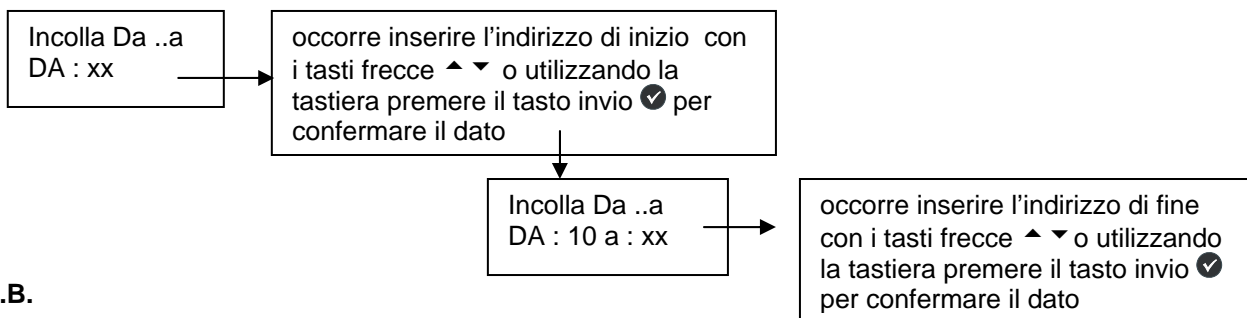 Incolla Da ..a
DA : xx
occorre inserire l'indirizzo di inizio  con
i tasti frecce ▲ ▼ o utilizzando la
tastiera premere il tasto invio ✔ per
confermare il dato
Incolla Da ..a
DA : 10 a : xx
occorre inserire l'indirizzo di fine
con i tasti frecce ▲ ▼ o utilizzando
la tastiera premere il tasto invio ✔
per confermare il dato
.B.